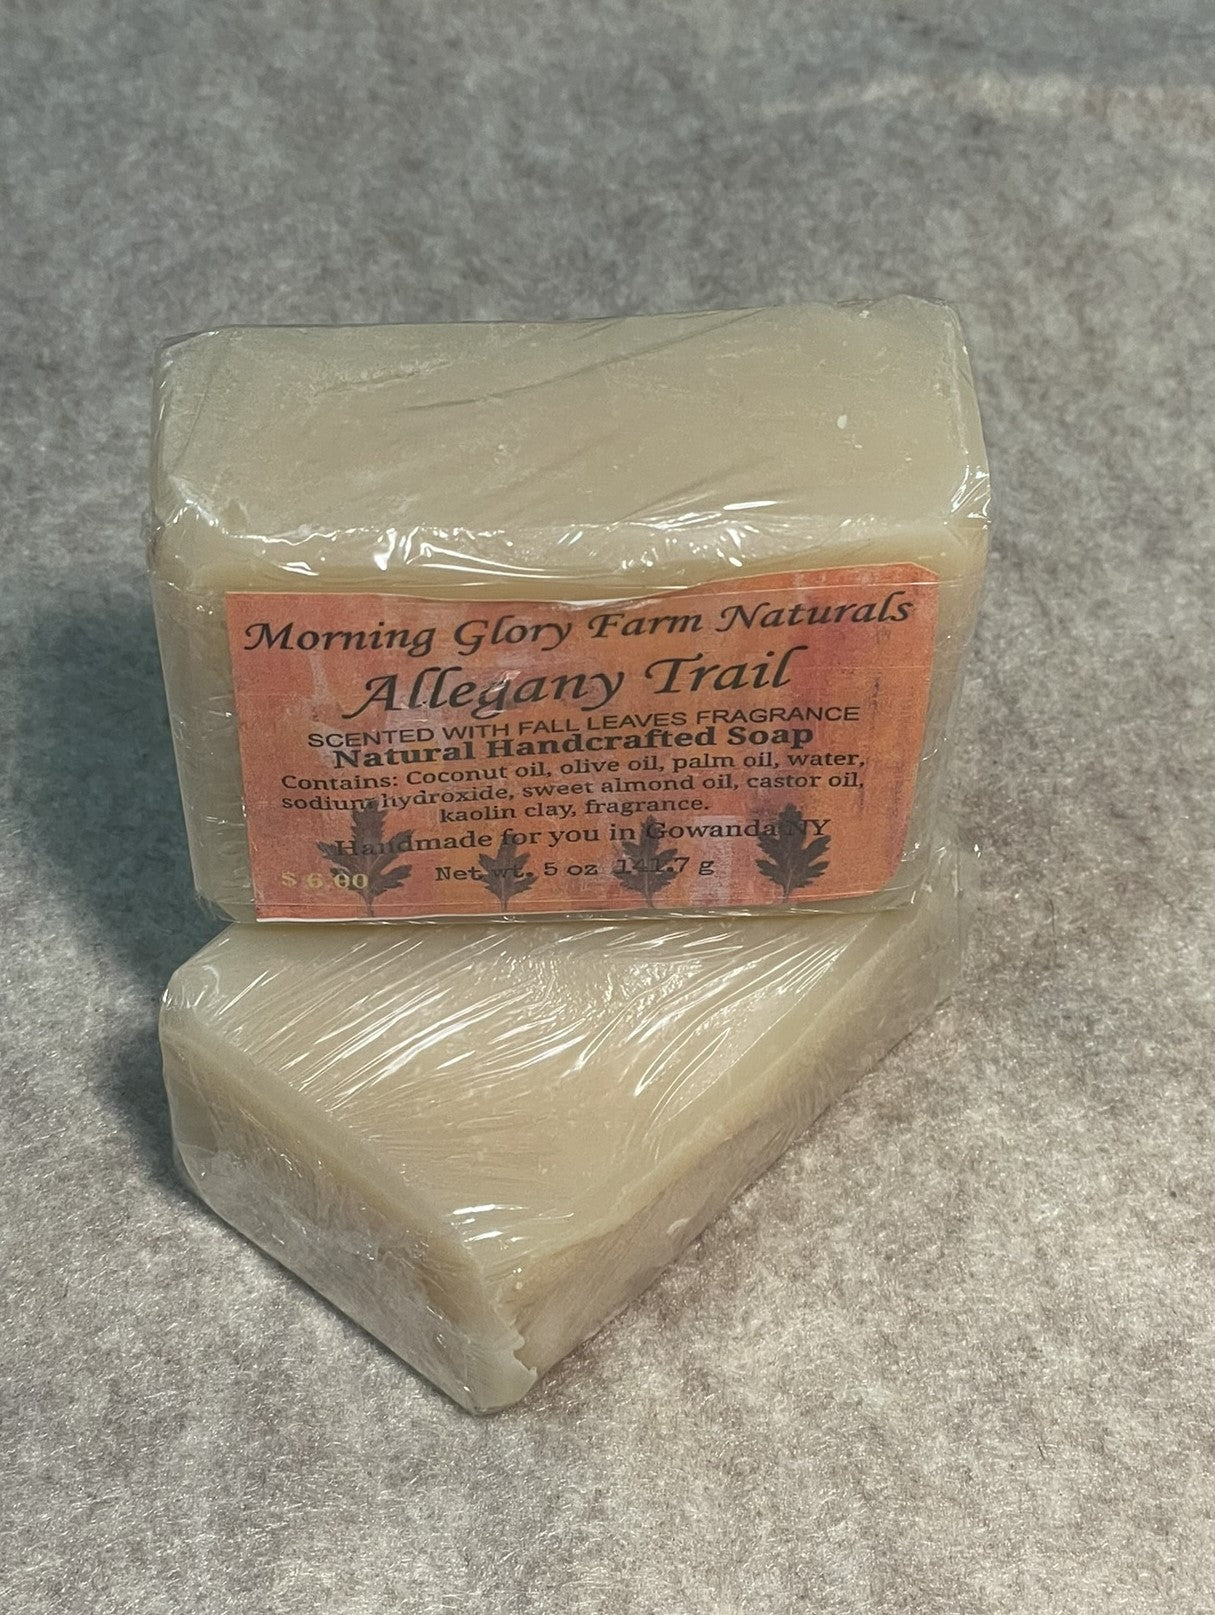 Morning Glory Farm Naturals
Allegany Trail
SCENTED WITH FALL LEAVES FRAGRANCE
Natural Handcrafted Soap
Contains: Coconut oil, olive oil, palm oil, water,
sodium hydroxide, sweet almond oil, castor oil,
kaolin clay, fragrance.
Handmade for you in Gowanda NY
$ 6.00 Net wt. 5 oz 141.7 g